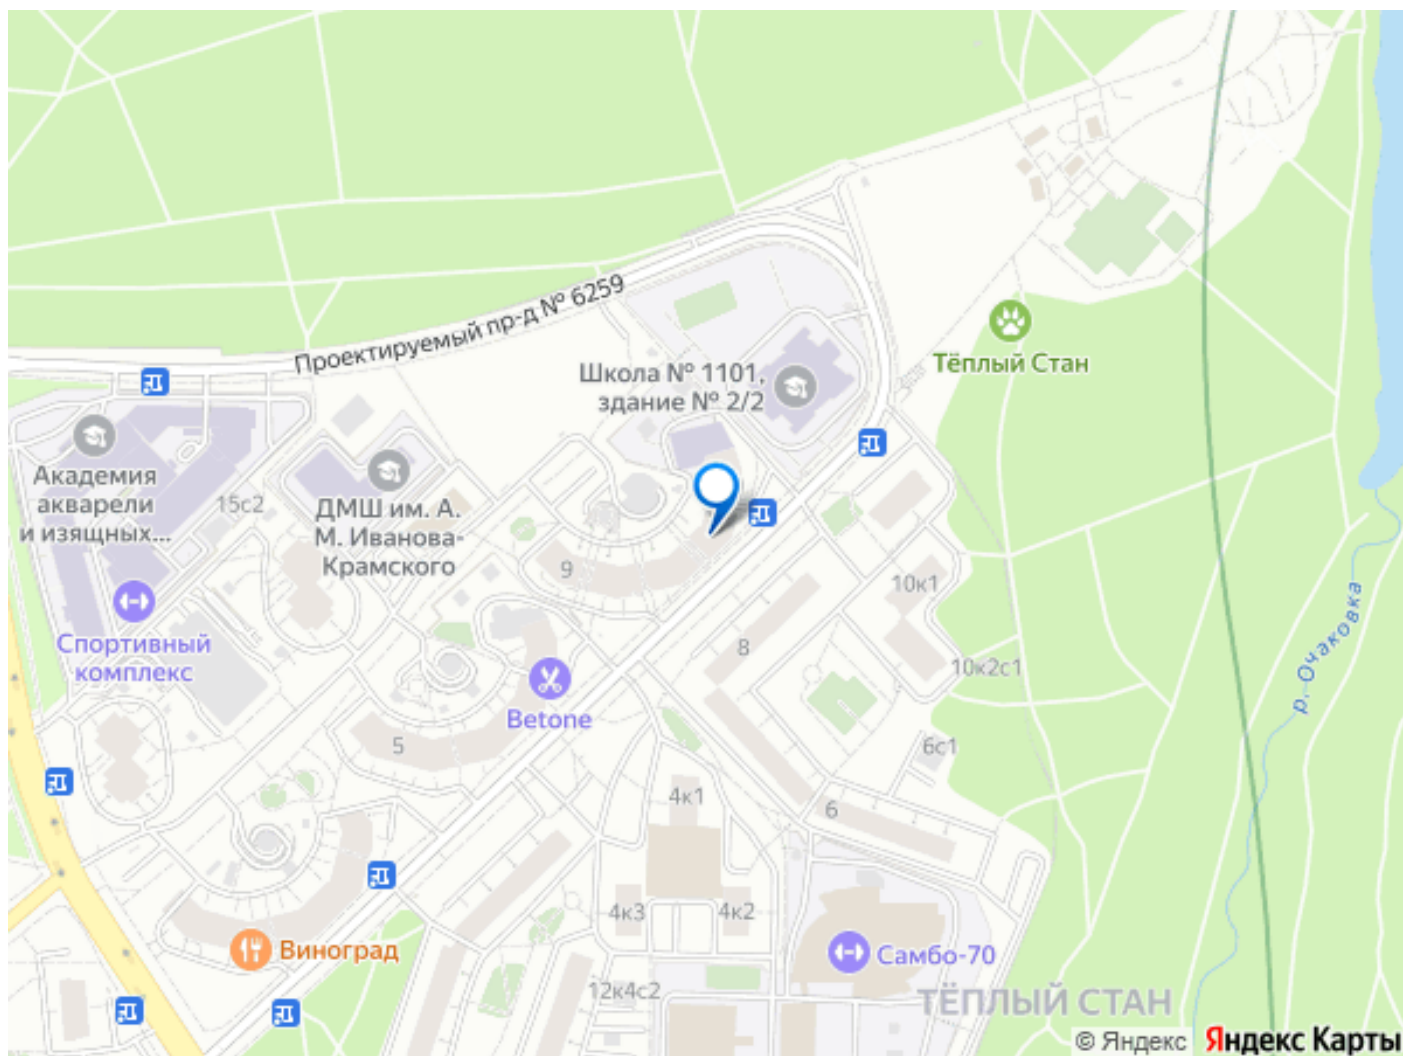 Проектируемый пр-д № 6259
Тёплый Стан
Школа № 1101,
здание № 2/2
Академия
акварели
и изящных...
15с2
ДМШ им. А.
М. Иванова-
Крамского
9
10к1
р. Очаковка
Спортивный
комплекс
8
10к2с1
Betone
5
6с1
4к1
6
4к3
4к2
Виноград
Самбо-70
12к4с2
ТЁПЛЫЙ СТАН
© Яндекс
Яндекс Карты